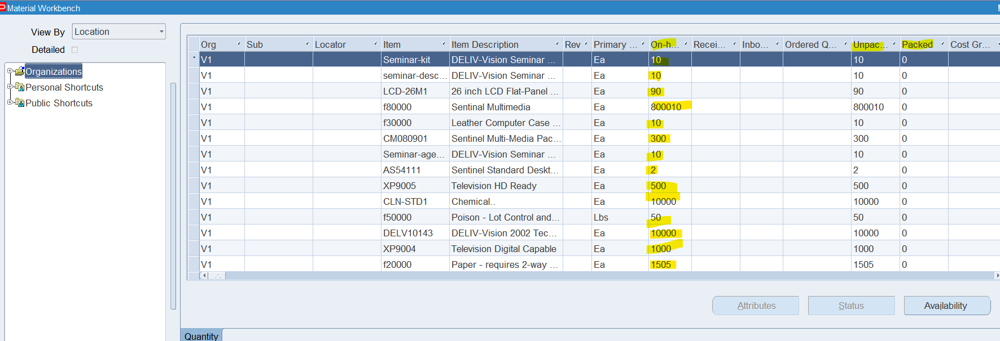 Material Workbench
View By Location
Detailed
Organizations
Personal Shortcuts
Public Shortcuts
Org Sub Locator Item Item Description Rev Primary ... On-h... Recei... Inbo... Ordered Q... Unpac... Packed Cost Gr...
V1 Seminar-kit DELIV-Vision Seminar ... Ea 10 10 0
V1 seminar-desc... DELIV-Vision Seminar ... Ea 10 10 0
V1 LCD-26M1 26 inch LCD Flat-Panel ... Ea 90 90 0
V1 f80000 Sentinal Multimedia Ea 800010 800010 0
V1 f30000 Leather Computer Case ... Ea 10 10 0
V1 CM080901 Sentinel Multi-Media Pac... Ea 300 300 0
V1 Seminar-age... DELIV-Vision Seminar ... Ea 10 10 0
V1 AS54111 Sentinel Standard Deskt... Ea 2 2 0
V1 XP9005 Television HD Ready Ea 500 500 0
V1 CLN-STD1 Chemical.. Ea 10000 10000 0
V1 f50000 Poison - Lot Control and... Lbs 50 50 0
V1 DELV10143 DELIV-Vision 2002 Tec... Ea 10000 10000 0
V1 XP9004 Television Digital Capable Ea 1000 1000 0
V1 f20000 Paper - requires 2-way ... Ea 1505 1505 0
Attributes Status Availability
Quantity